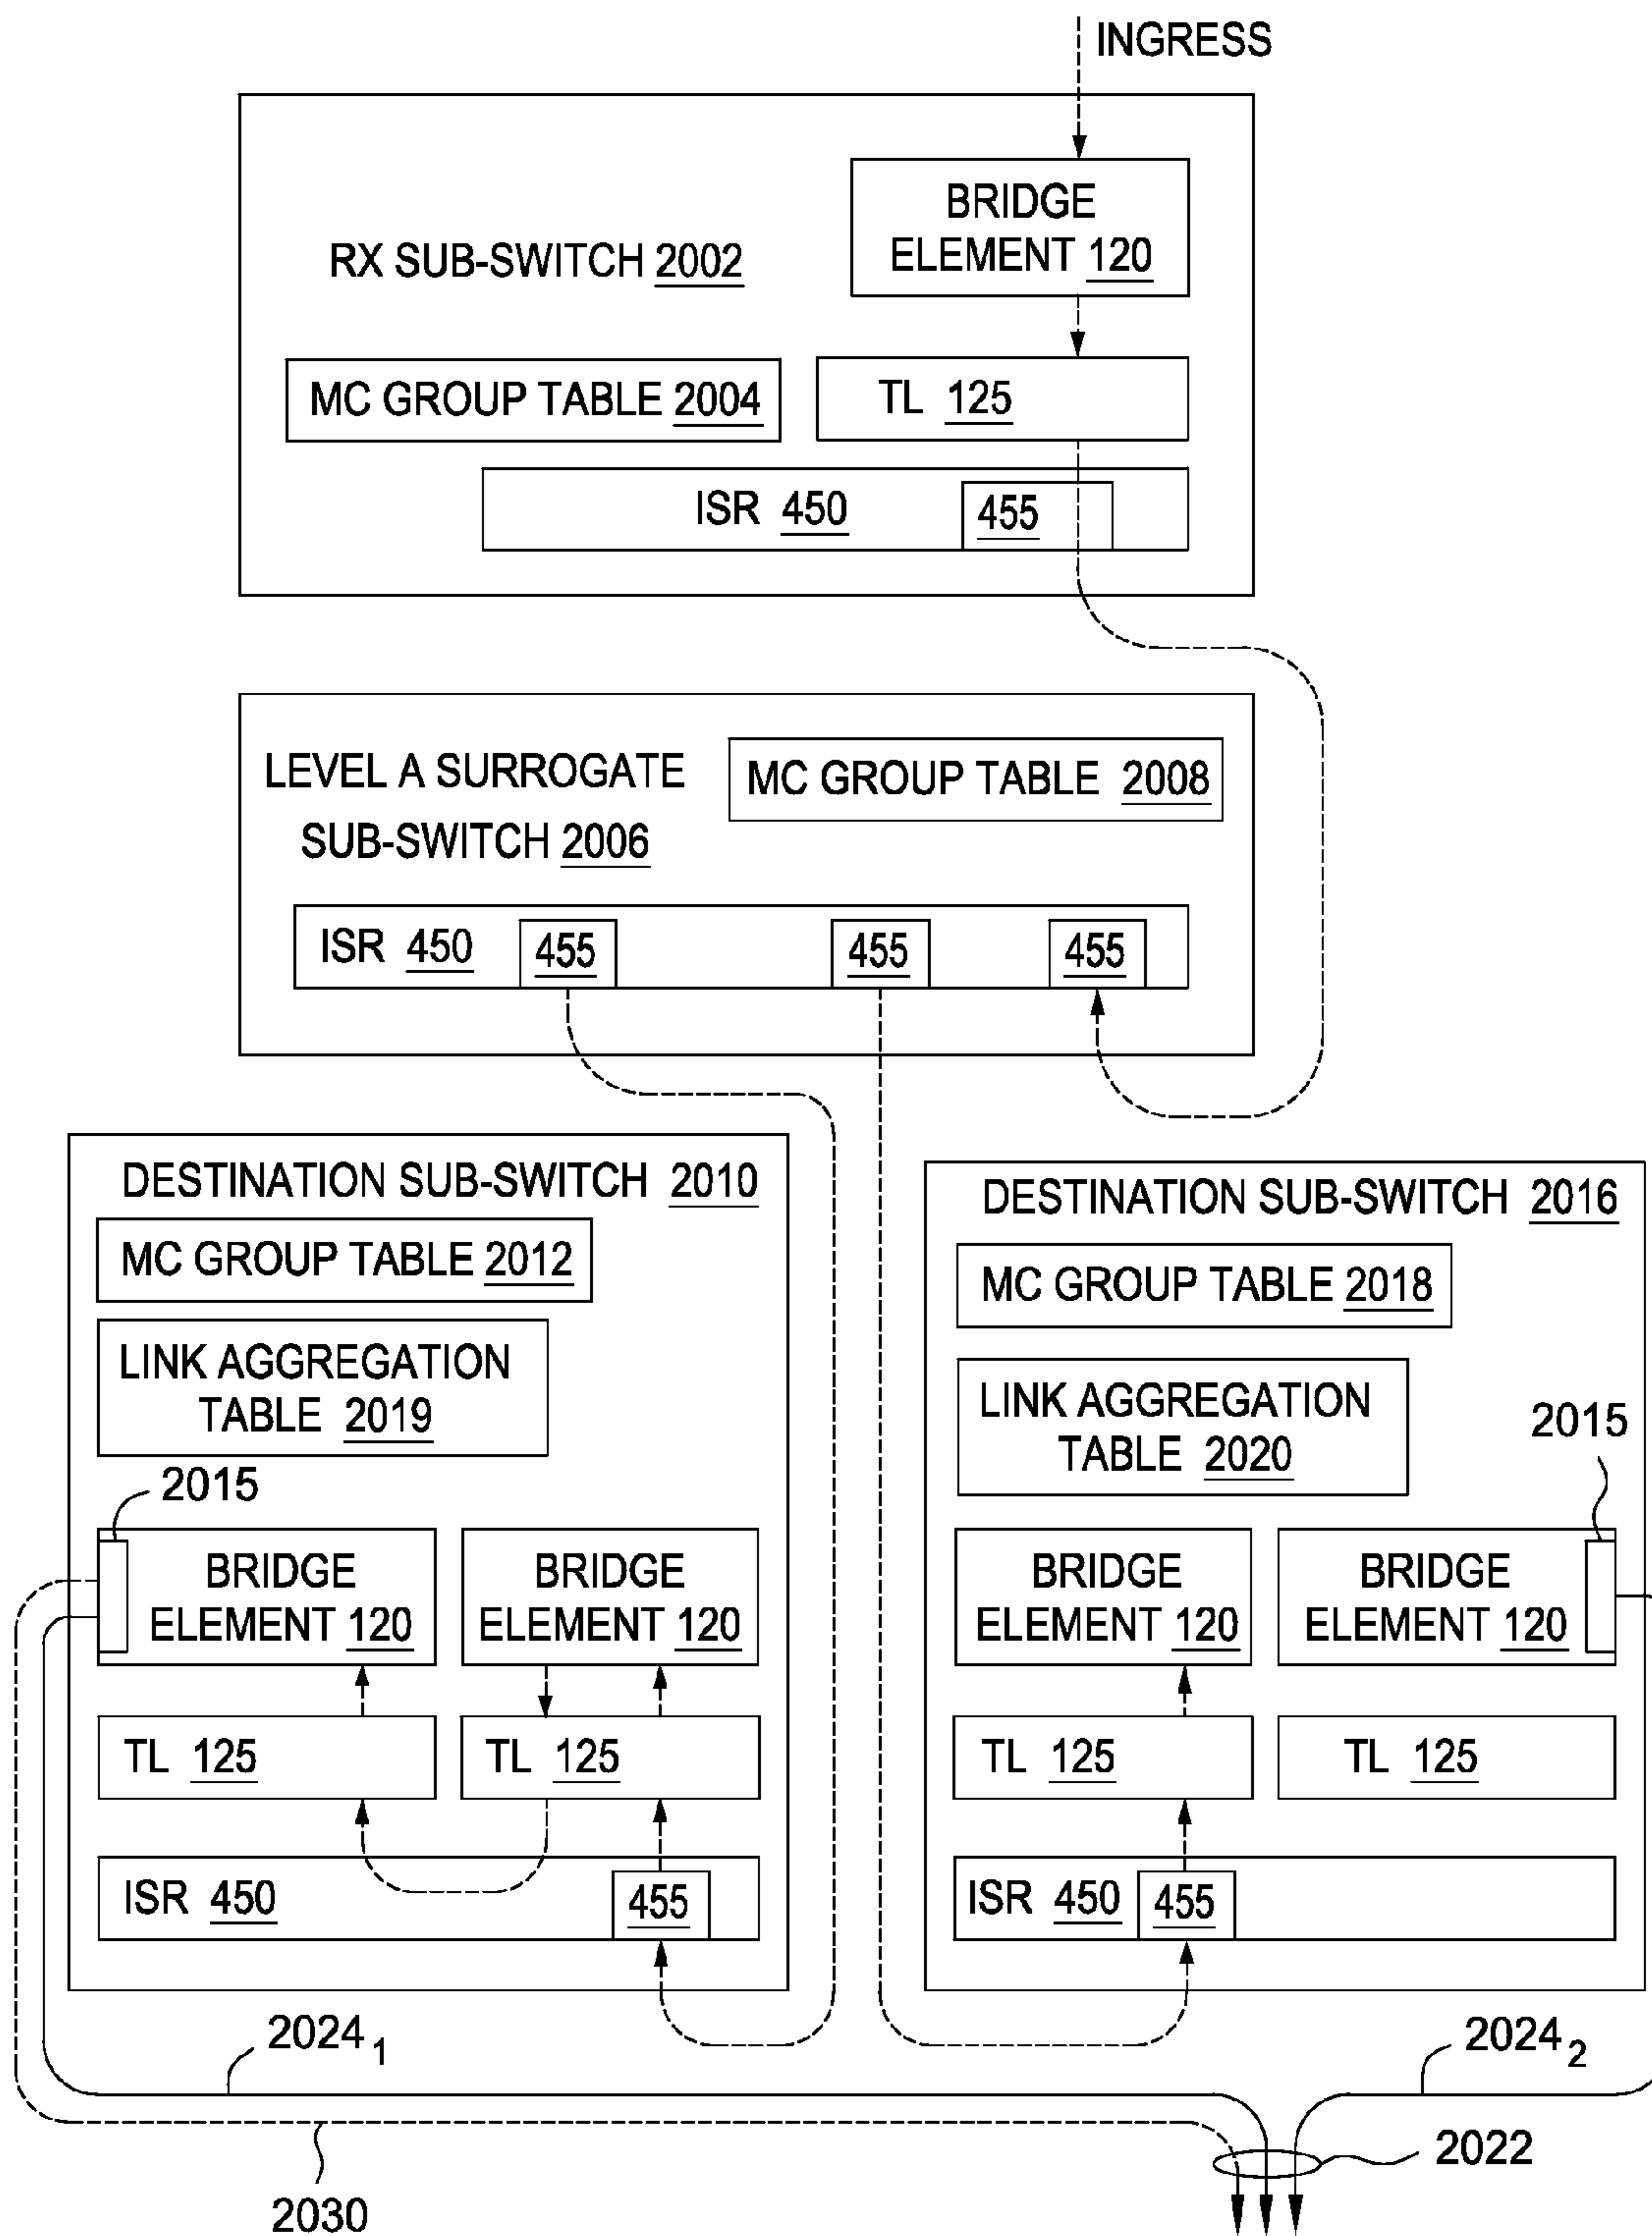 INGRESS
BRIDGE
ELEMENT 120
RX SUB-SWITCH 2002
MC GROUP TABLE 2004
TL 125
ISR 450
455
LEVEL A SURROGATE
SUB-SWITCH 2006
MC GROUP TABLE 2008
ISR 450
455
455
455
DESTINATION SUB-SWITCH 2010
MC GROUP TABLE 2012
LINK AGGREGATION
TABLE 2019
2015
BRIDGE
ELEMENT 120
BRIDGE
ELEMENT 120
TL 125
TL 125
ISR 450
455
DESTINATION SUB-SWITCH 2016
MC GROUP TABLE 2018
LINK AGGREGATION
TABLE 2020
2015
BRIDGE
ELEMENT 120
BRIDGE
ELEMENT 120
TL 125
TL 125
ISR 450
455
2024 1
2024 2
2022
2030